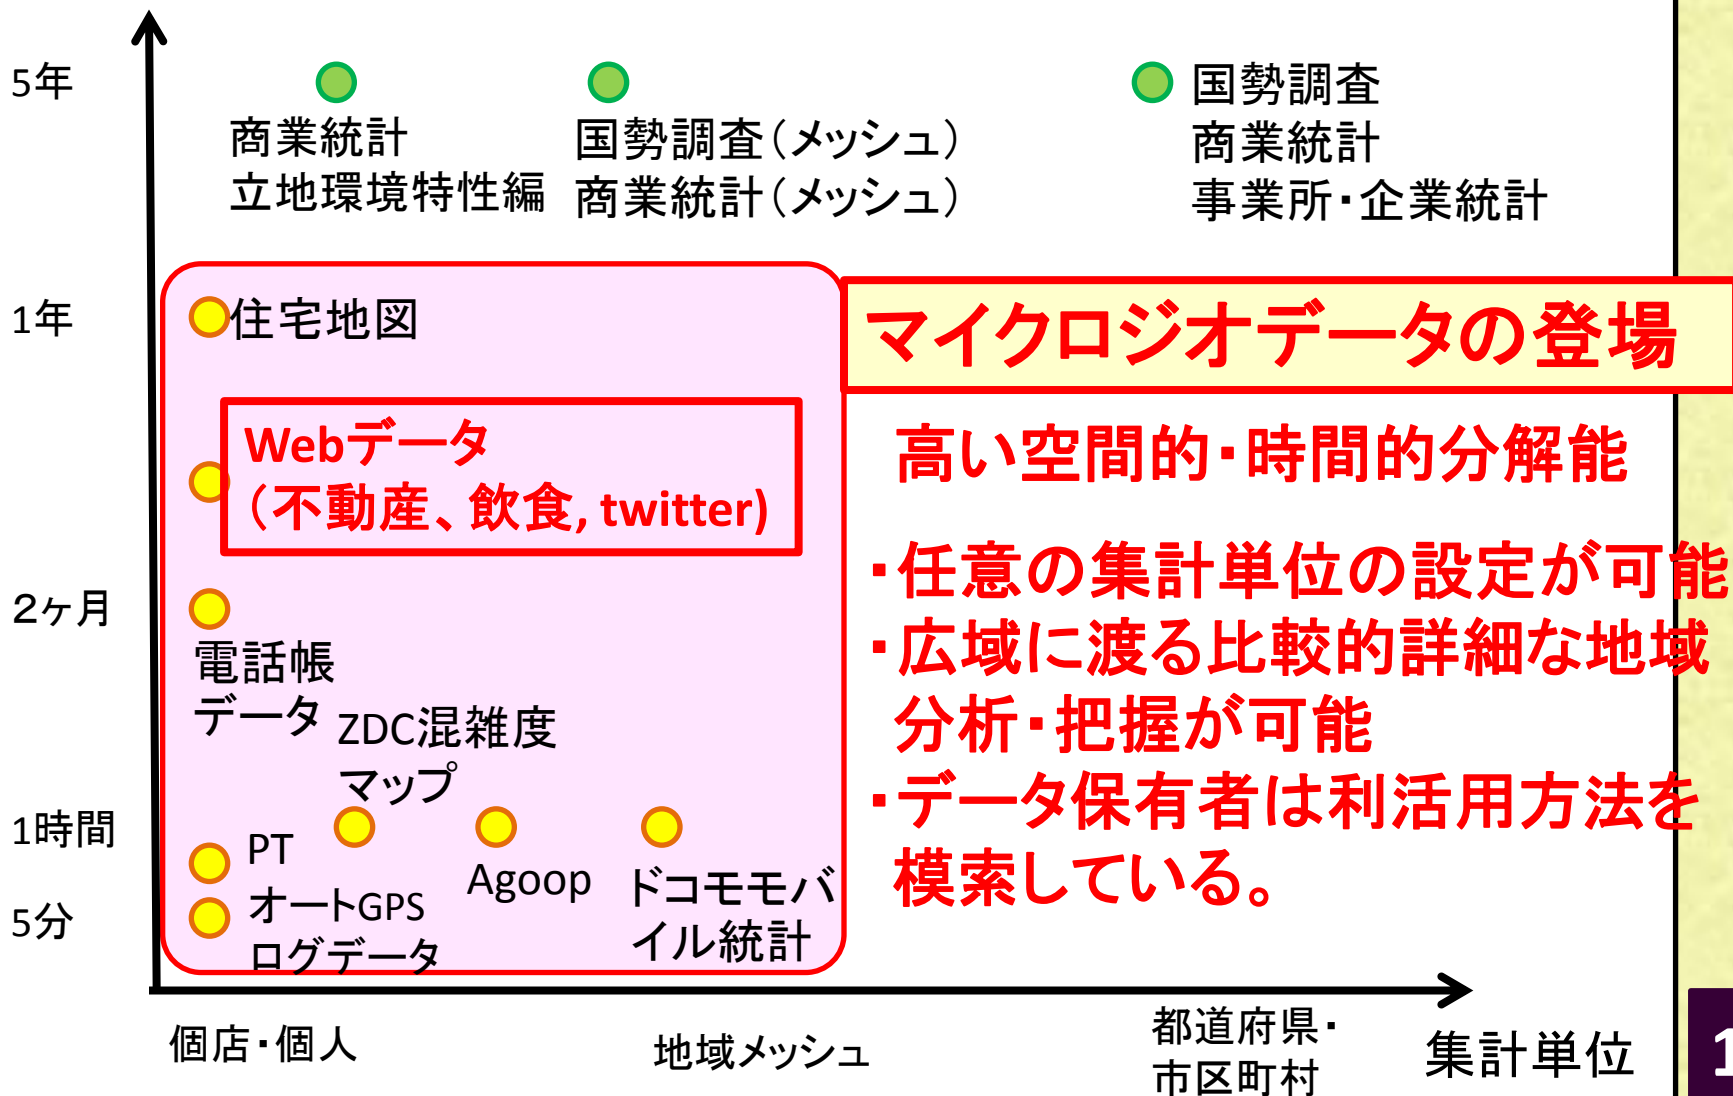 5年
商業統計
立地環境特性編
国勢調査（メッシュ）
商業統計（メッシュ）
国勢調査
商業統計
事業所・企業統計
1年
住宅地図
マイクロジオデータの登場
Webデータ
（不動産、飲食, twitter)
高い空間的・時間的分解能
・任意の集計単位の設定が可能
・広域に渡る比較的詳細な地域
分析・把握が可能
・データ保有者は利活用方法を
模索している。
２ヶ月
電話帳
データ
ZDC混雑度
マップ
1時間
PT
Agoop
ドコモモバ
イル統計
5分
オートGPS
ログデータ
個店・個人
地域メッシュ
都道府県・
市区町村
集計単位
1